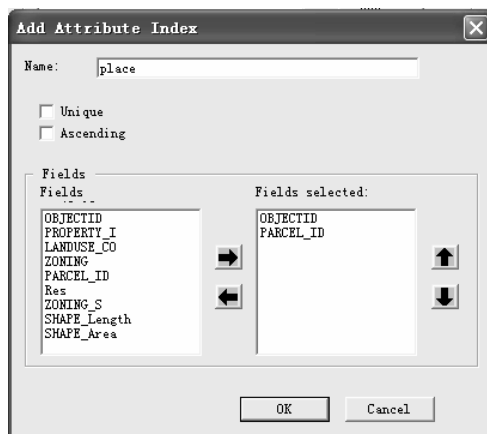 Add Attribute Index
Name:
place
Unique
Ascending
Fields
Fields
Fields selected:
OBJECTID
PROPERTY_I
LANDUSE_CO
ZONING
PARCEL_ID
Res
ZONING_S
SHAPE_Length
SHAPE_Area
OBJECTID
PARCEL_ID
OK
Cancel